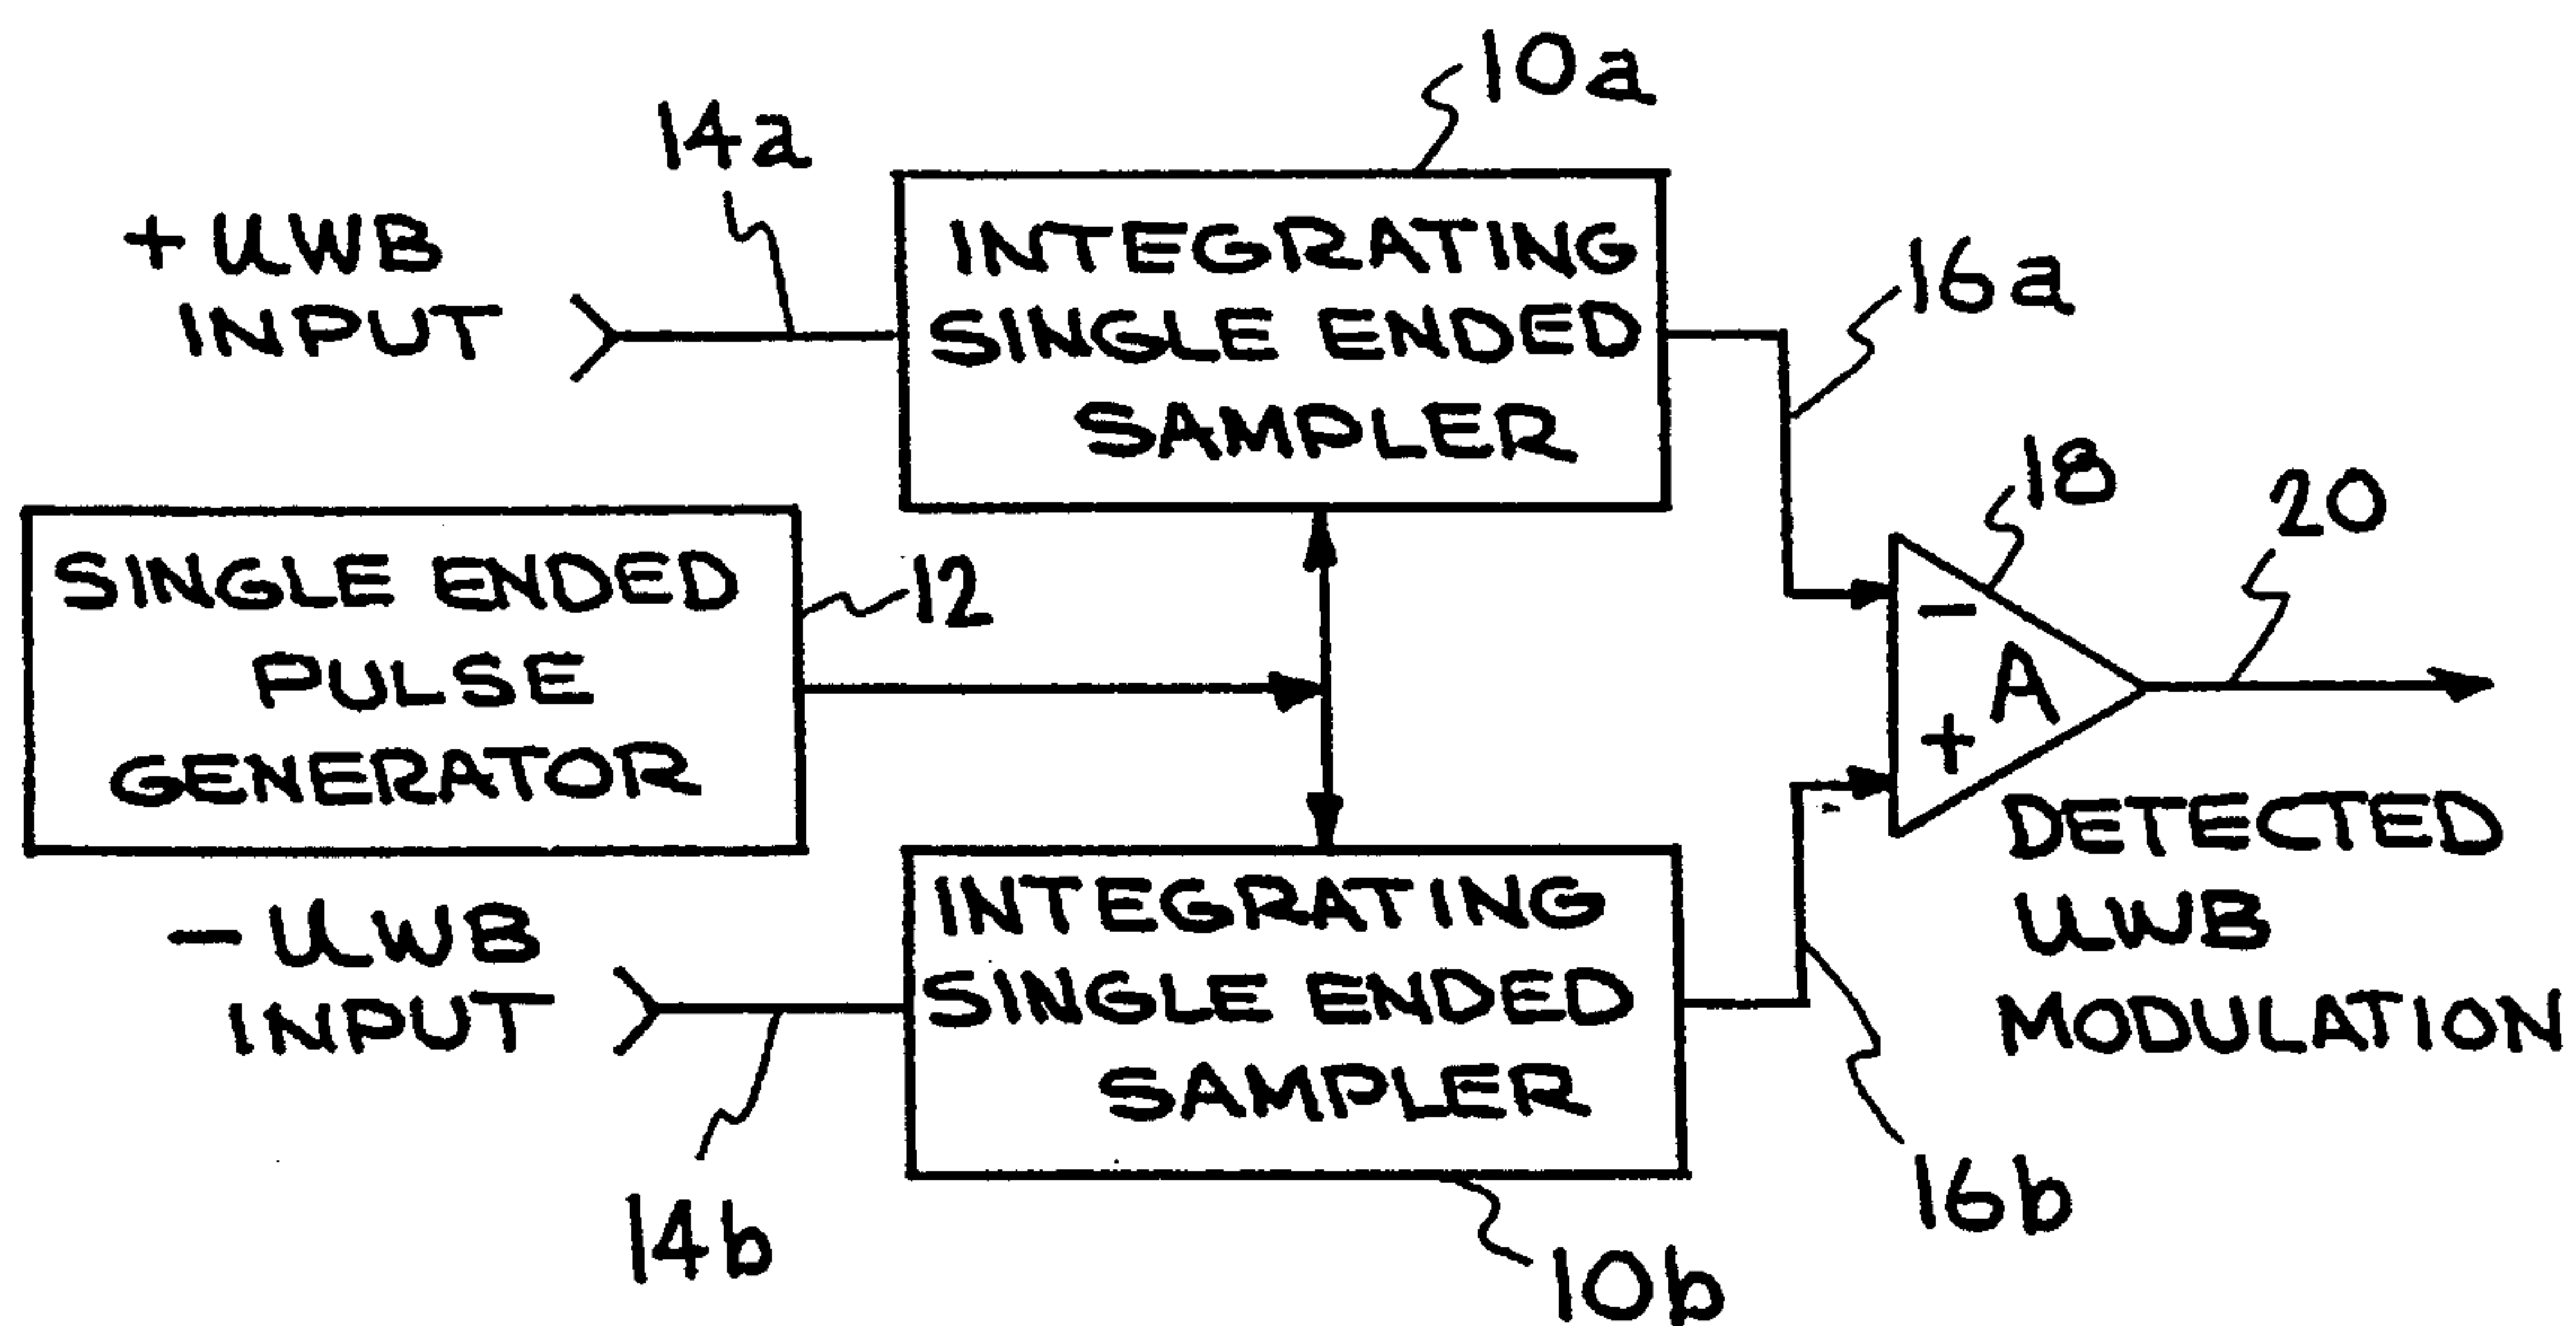 10a
14a
+ UWB
INPUT
INTEGRATING
SINGLE ENDED
SAMPLER
16a
18
20
SINGLE ENDED
PULSE
GENERATOR
12
−
A
+
DETECTED
UWB
MODULATION
− UWB
INPUT
INTEGRATING
SINGLE ENDED
SAMPLER
14b
16b
10b